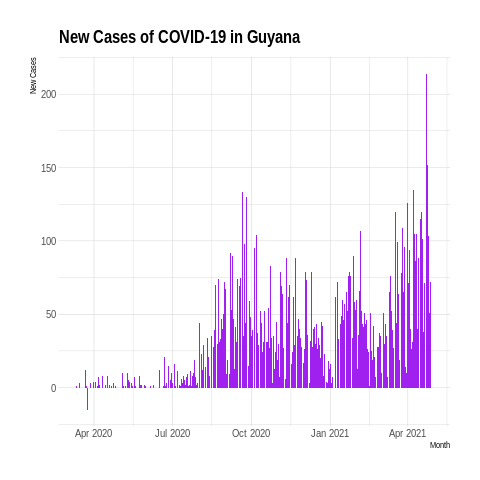 New Cases of COVID-19 in Guyana
New Cases
200
150
100
50
0
Apr 2020
Jul 2020
Oct 2020
Jan 2021
Apr 2021
Month